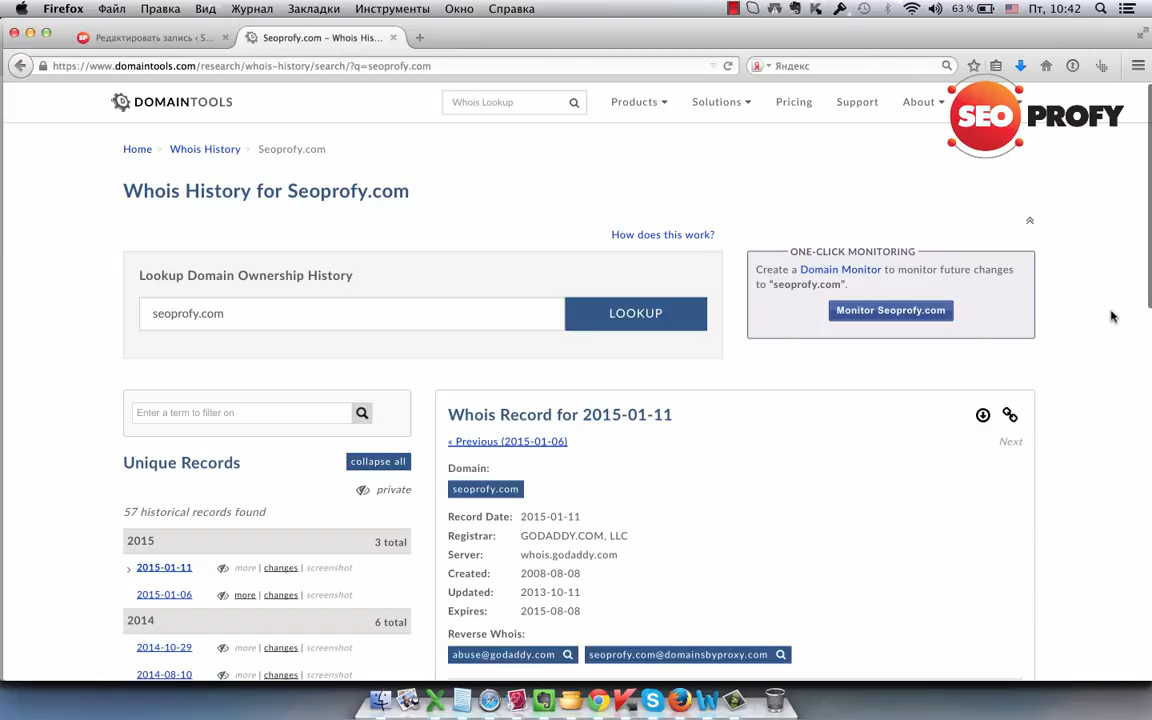 Firefox Файл Правка Вид Журнал Закладки Инструменты Окно Справка 63 % Пт, 10:42
Редактировать запись ‹ S...
Seoprofy.com – Whois His...
https://www.domaintools.com/research/whois-history/search/?q=seoprofy.com
Яндекс
DOMAINTOOLS
Whois Lookup
Products Solutions Pricing Support About
SEO PROFY
Home > Whois History > Seoprofy.com
Whois History for Seoprofy.com
How does this work?
Lookup Domain Ownership History
seoprofy.com
LOOKUP
ONE-CLICK MONITORING
Create a Domain Monitor to monitor future changes
to "seoprofy.com".
Monitor Seoprofy.com
Enter a term to filter on
Unique Records
collapse all
private
57 historical records found
2015 3 total
2015-01-11 more | changes | screenshot
2015-01-06 more | changes | screenshot
2014 6 total
2014-10-29 more | changes | screenshot
2014-08-10 more | changes | screenshot
Whois Record for 2015-01-11
« Previous (2015-01-06)
Next
Domain:
seoprofy.com
Record Date: 2015-01-11
Registrar: GODADDY.COM, LLC
Server: whois.godaddy.com
Created: 2008-08-08
Updated: 2013-10-11
Expires: 2015-08-08
Reverse Whois:
abuse@godaddy.com
seoprofy.com@domainsbyproxy.com